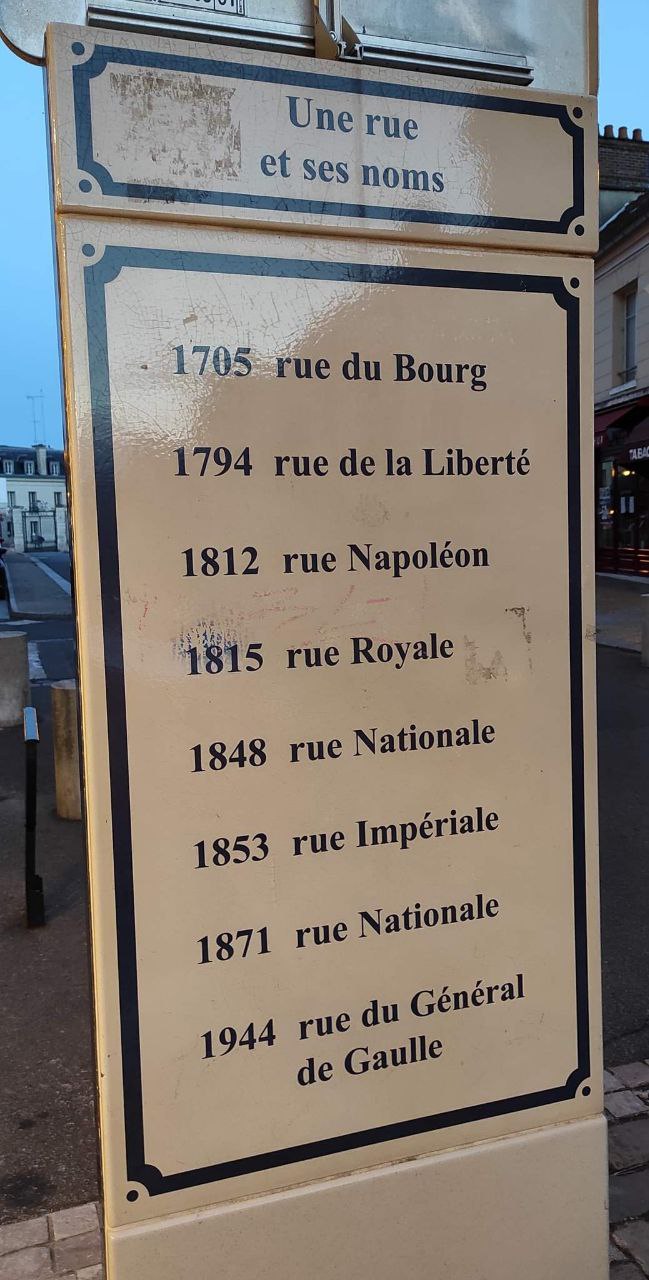 Une rue
et ses noms
1705 rue du Bourg
1794 rue de la Liberté
1812 rue Napoléon
1815 rue Royale
1848 rue Nationale
1853 rue Impériale
1871 rue Nationale
1944 rue du Général
de Gaulle